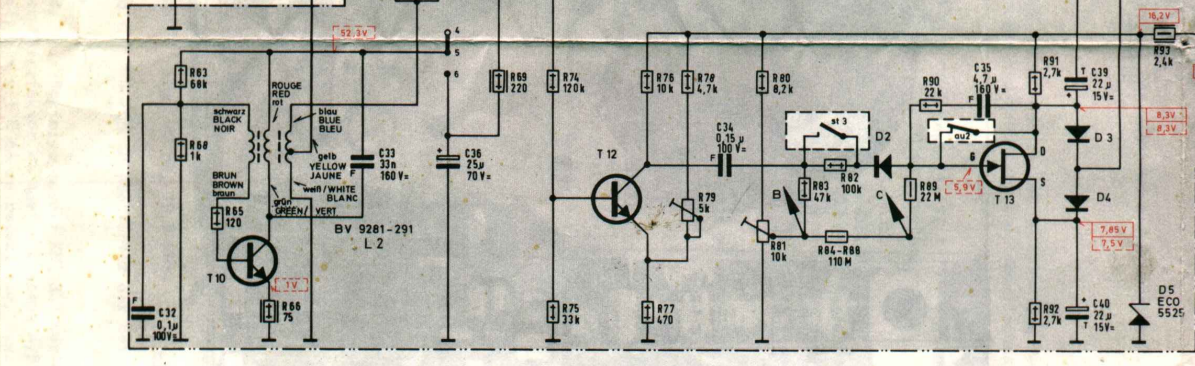 52.3V
4
5
6
R63
68k
R68
1k
schwarz
BLACK
NOIR
ROUGE
RED
rot
blau
BLUE
BLEU
gelb
YELLOW
JAUNE
weiß/WHITE
BLANC
BRUN
BROWN
braun
grün
GREEN/ VERT
R65
120
T10
1V
R66
75
F
C32
0,1µ
100V=
C33
33n
160V=
F
BV 9281-291
L2
C36
25µ
70V=
+
R69
220
R74
120k
R75
33k
T12
R76
10k
R78
4,7k
R79
5k
R77
470
C34
0,15µ
100V=
F
R80
8,2k
R81
10k
st 3
R82
100k
R83
47k
B
D2
C
R84-R88
110M
R89
22M
R90
22k
C35
4,7µ
160V=
F
au2
G
D
S
T13
5,9V
R91
2,7k
R92
2,7k
T C39
22µ
15V=
+
D3
D4
8,3V
8,3V
7,85V
7,5V
+
C40
22µ
15V=
T
16,2V
R93
2,4k
D5
ECO
5525